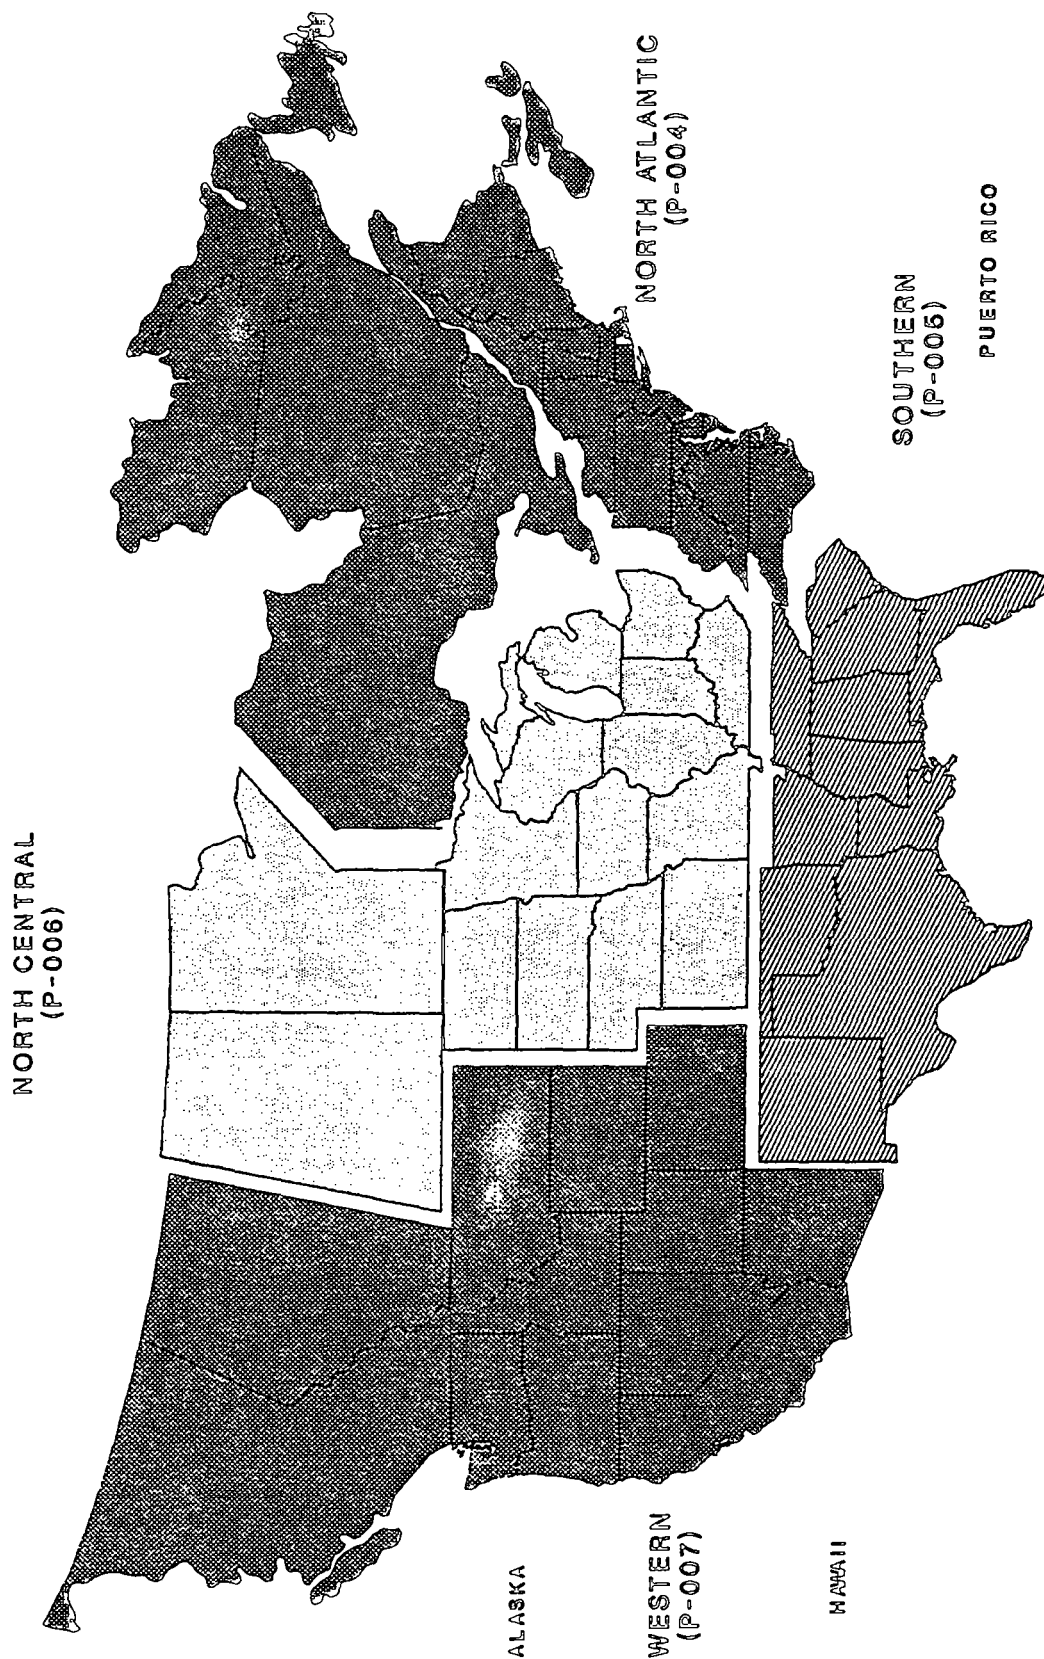 NORTH CENTRAL
(P-006)
NORTH ATLANTIC
(P-004)
SOUTHERN
(P-005)
PUERTO RICO
ALASKA
WESTERN
(P-007)
HAWAII